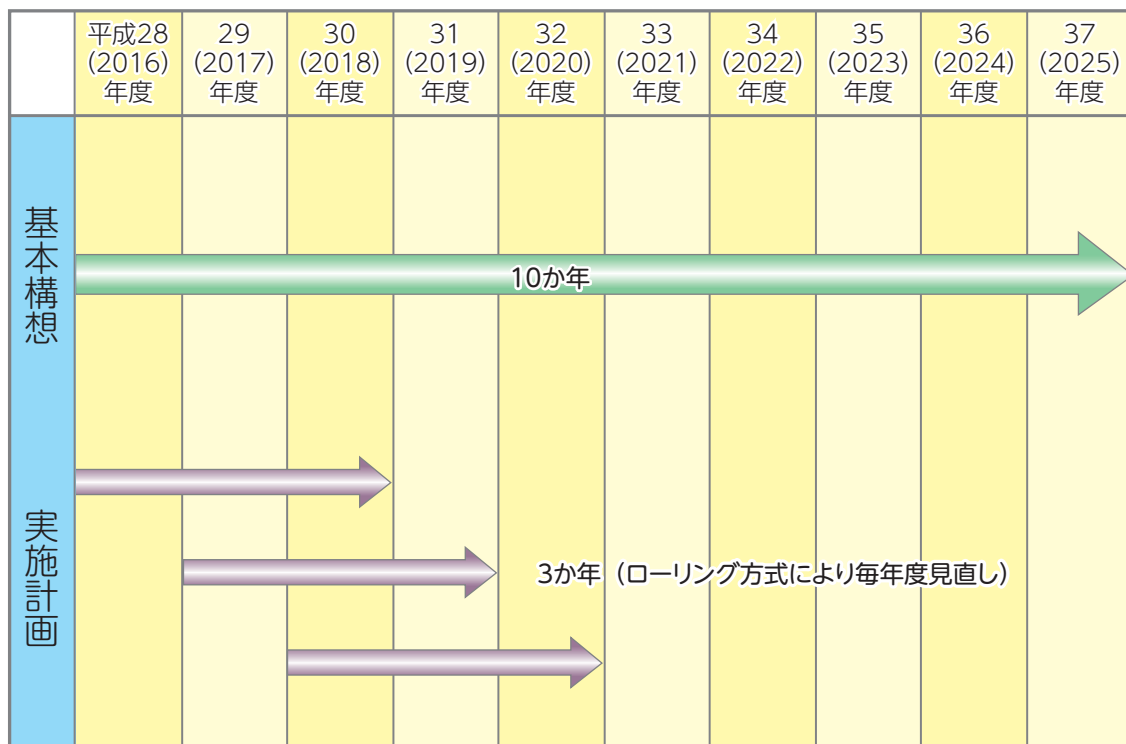 平成28
(2016)
年度
29
(2017)
年度
30
(2018)
年度
31
(2019)
年度
32
(2020)
年度
33
(2021)
年度
34
(2022)
年度
35
(2023)
年度
36
(2024)
年度
37
(2025)
年度
基本構想
10か年
実施計画
3か年（ローリング方式により毎年度見直し）